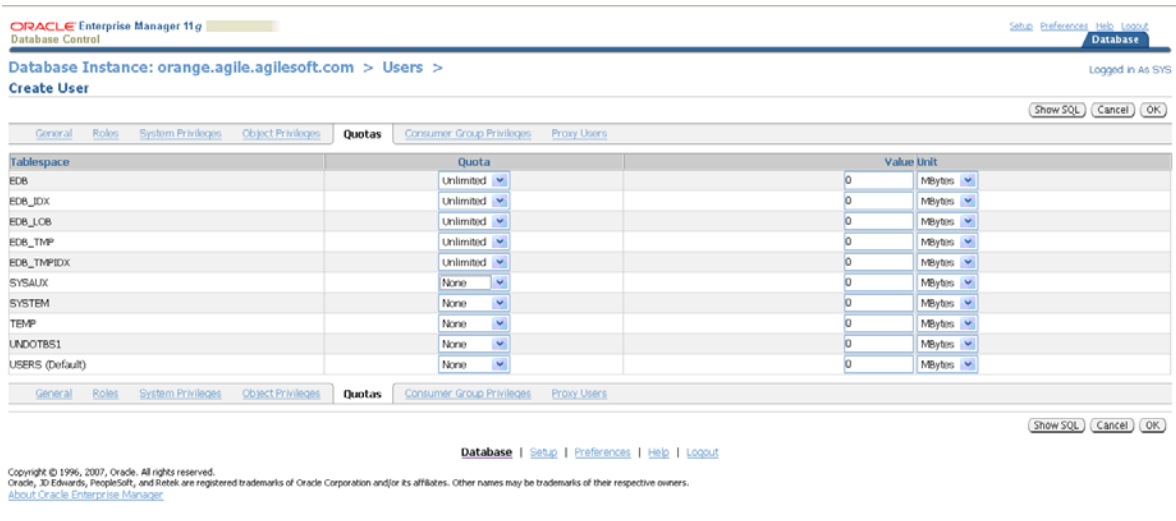 ORACLE Enterprise Manager 11g
Database Control
Setup Preferences Help Logout
Database
Database Instance: orange.agile.agilesoft.com > Users >
Logged in As SYS
Create User
Show SQL Cancel OK
General Roles System Privileges Object Privileges Quotas Consumer Group Privileges Proxy Users
Tablespace Quota Value Unit
EDB Unlimited 0 MBytes
EDB_IDX Unlimited 0 MBytes
EDB_LOB Unlimited 0 MBytes
EDB_TMP Unlimited 0 MBytes
EDB_TMPIDX Unlimited 0 MBytes
SYSAUX None 0 MBytes
SYSTEM None 0 MBytes
TEMP None 0 MBytes
UNDOTBS1 None 0 MBytes
USERS (Default) None 0 MBytes
General Roles System Privileges Object Privileges Quotas Consumer Group Privileges Proxy Users
Show SQL Cancel OK
Database | Setup | Preferences | Help | Logout
Copyright © 1996, 2007, Oracle. All rights reserved.
Oracle, JD Edwards, PeopleSoft, and Retek are registered trademarks of Oracle Corporation and/or its affiliates. Other names may be trademarks of their respective owners.
About Oracle Enterprise Manager